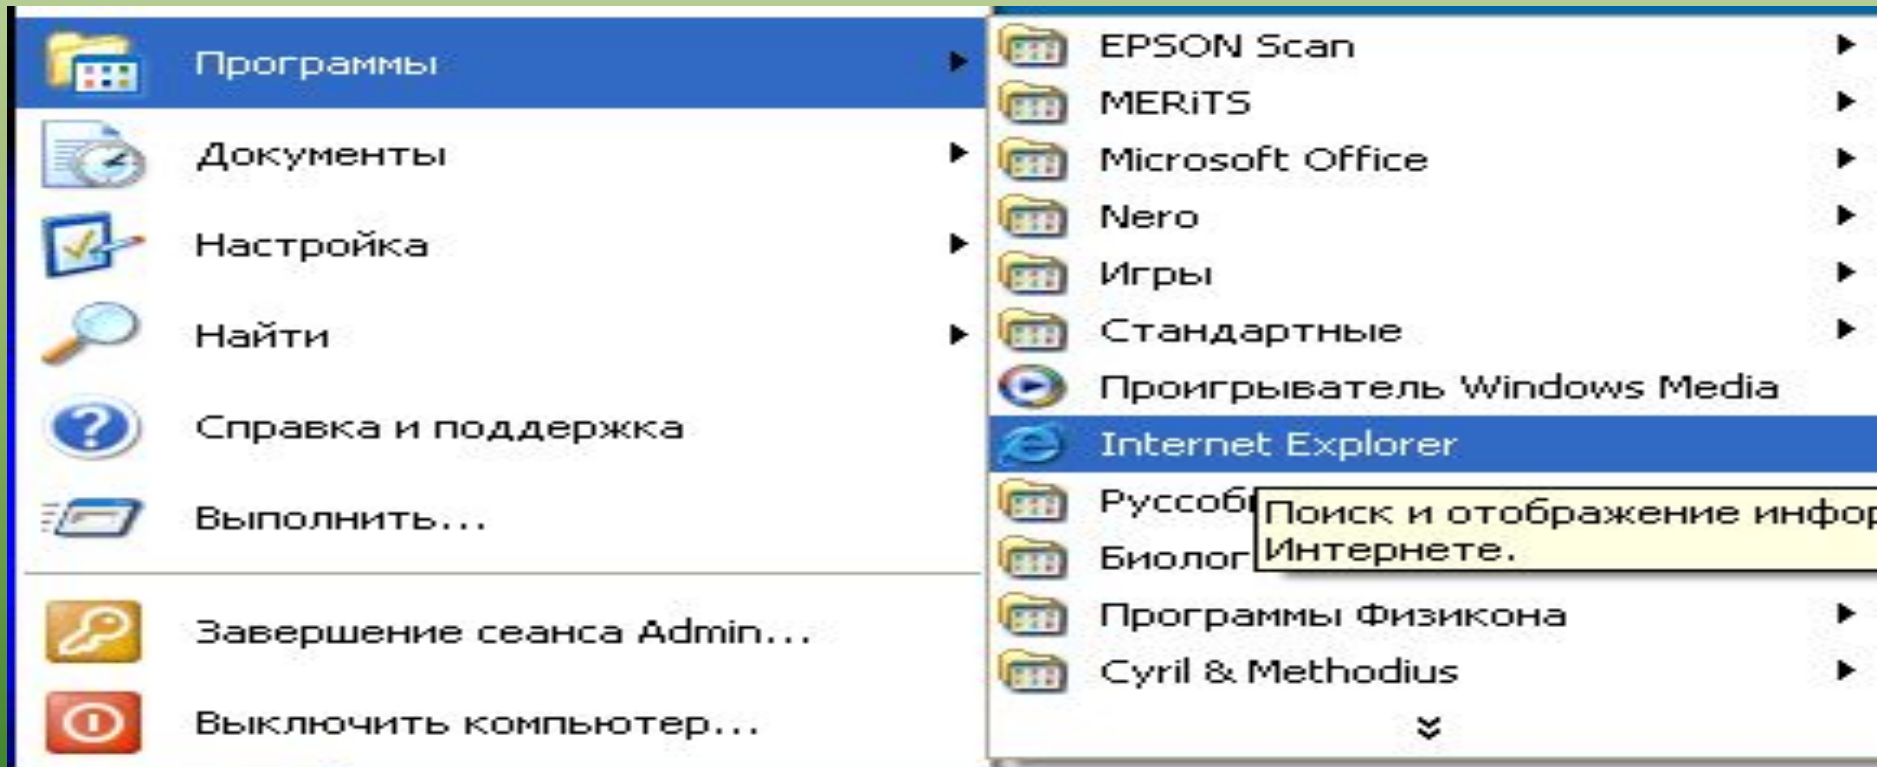 Программы
Документы
Настройка
Найти
Справка и поддержка
Выполнить...
Завершение сеанса Admin...
Выключить компьютер...
EPSON Scan
MERiTS
Microsoft Office
Nero
Игры
Стандартные
Проигрыватель Windows Media
Internet Explorer
Поиск и отображение
Интернете.
Программы Физикона
Cyril & Methodius